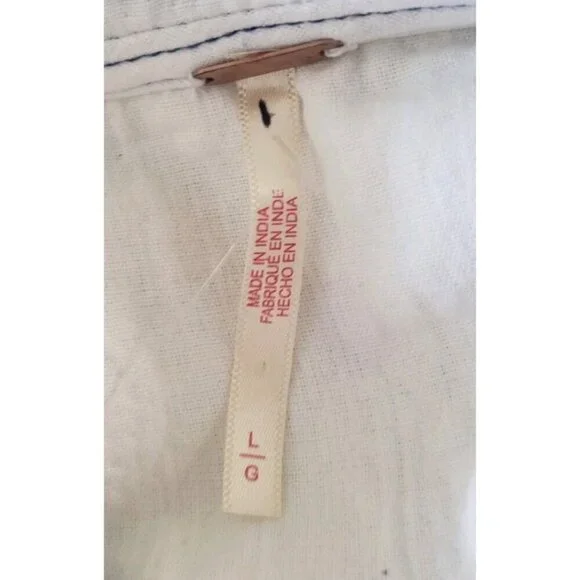 MADE IN INDIA
FABRIQUÉ EN INDE
HECHO EN INDIA
L
G